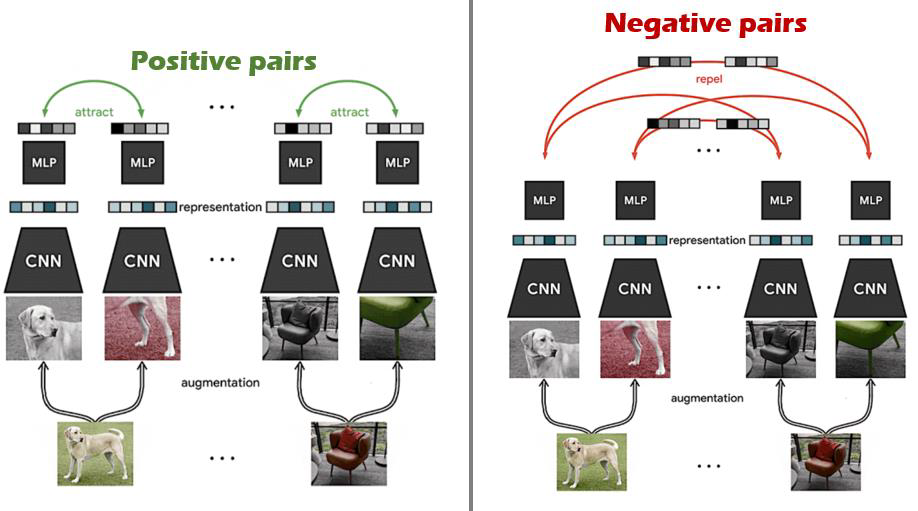 Positive pairs
attract
...
attract
MLP
MLP
MLP
MLP
representation
CNN
CNN
...
CNN
CNN
augmentation
...
Negative pairs
repel
...
MLP
MLP
MLP
MLP
representation
CNN
CNN
...
CNN
CNN
augmentation
...